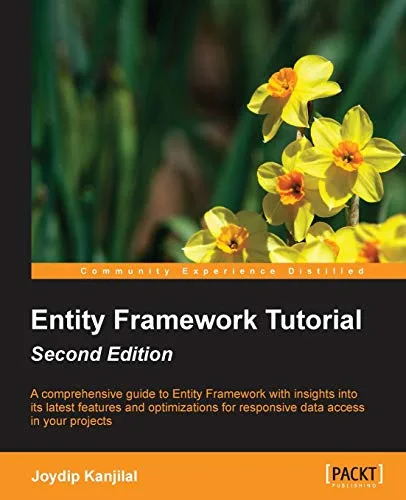 Community Experience Distilled
Entity Framework Tutorial
Second Edition
A comprehensive guide to Entity Framework with insights into
its latest features and optimizations for responsive data access
in your projects
Joydip Kanjilal
[PACKT]
PUBLISHING